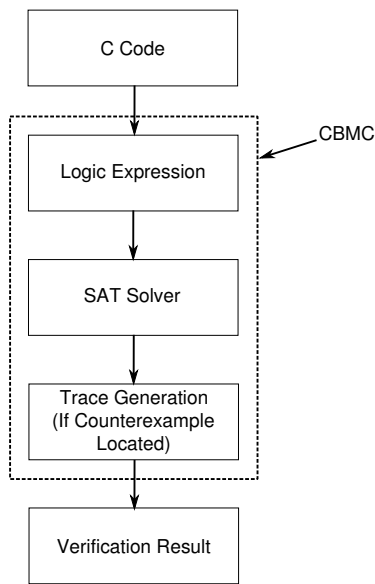 C Code
CBMC
Logic Expression
SAT Solver
Trace Generation
(If Counterexample
Located)
Verification Result